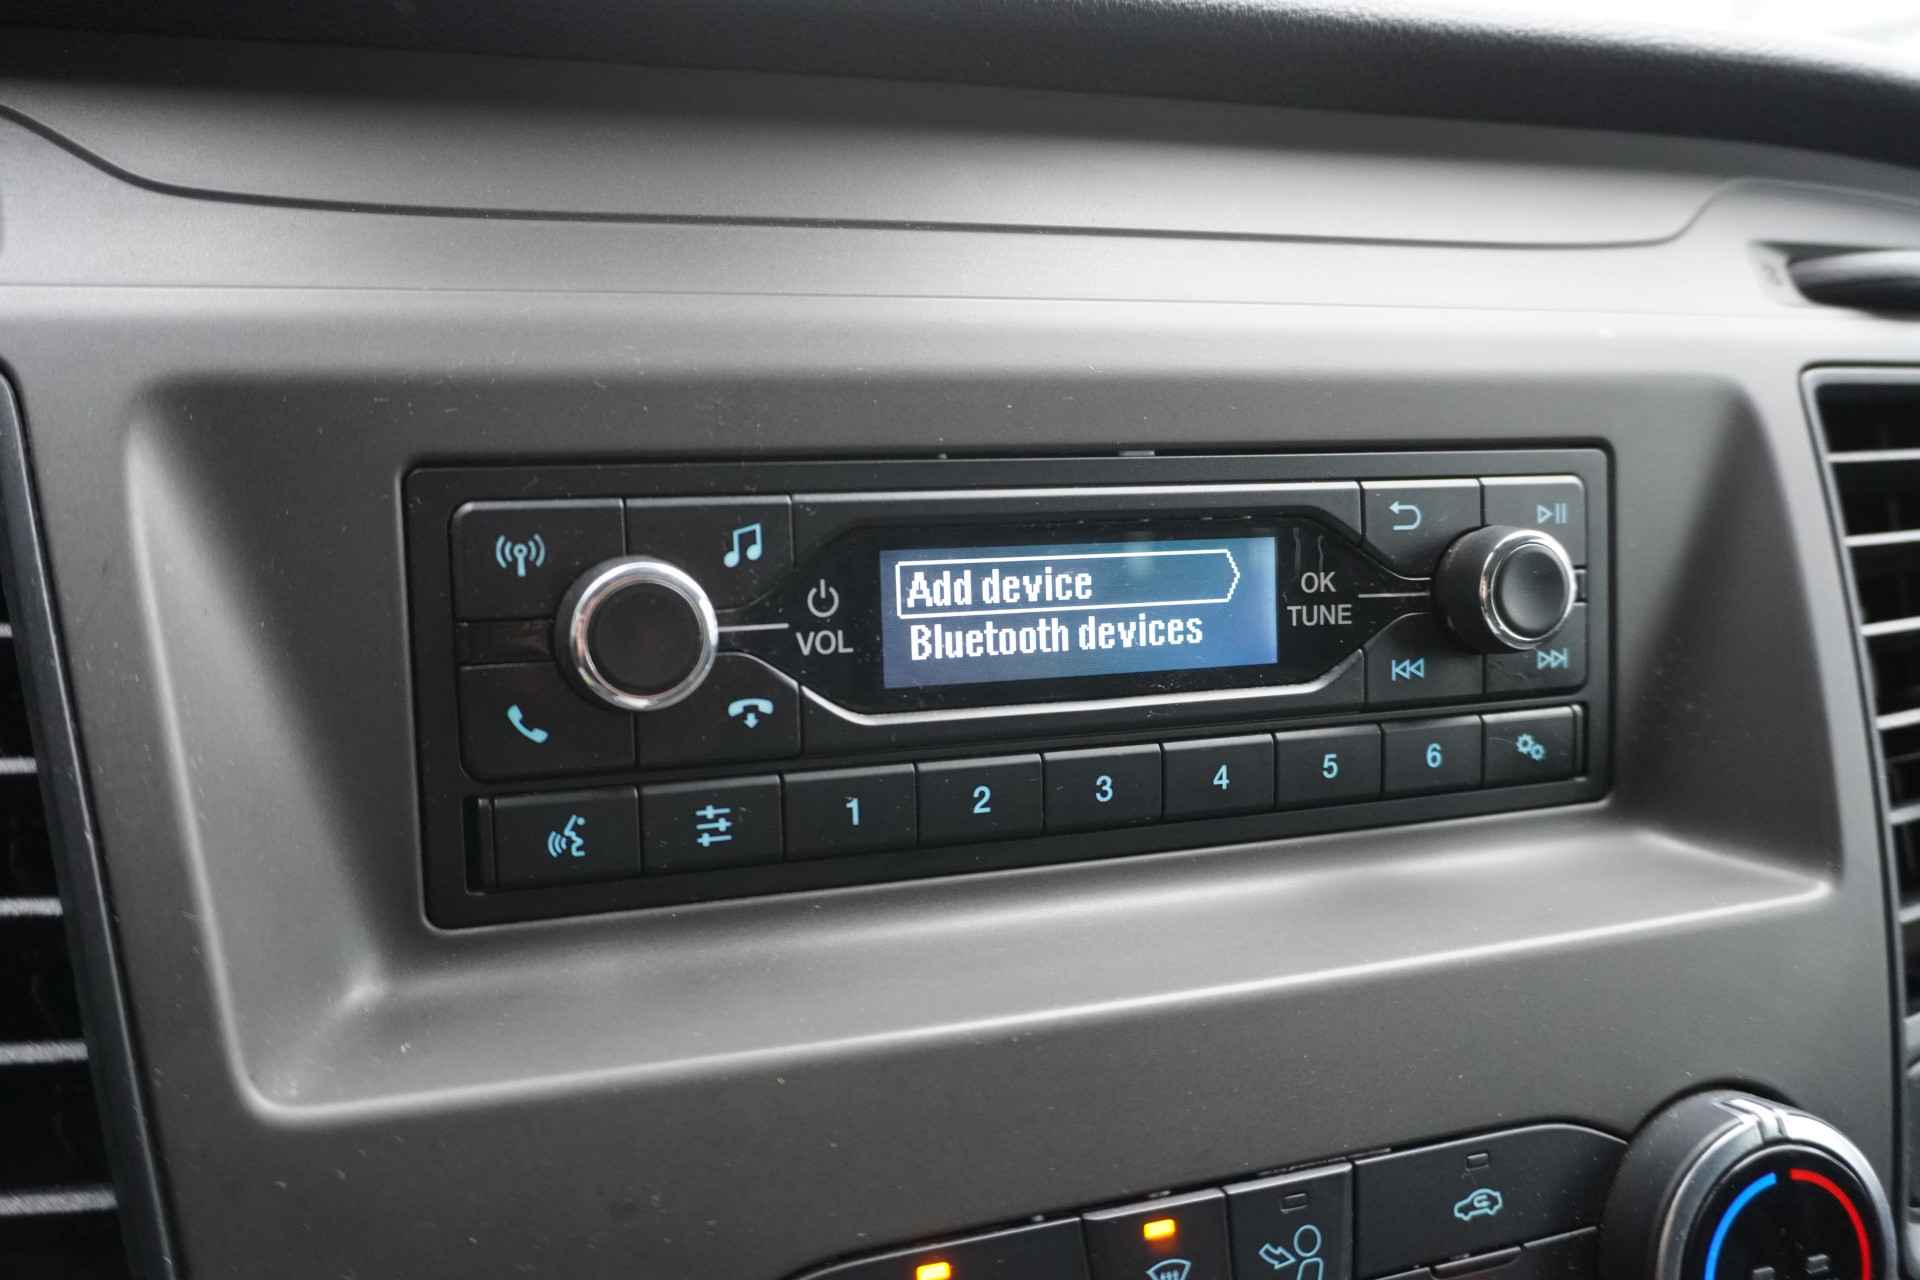 Add device
Bluetooth devices
VOL
OK
TUNE
1 2 3 4 5 6